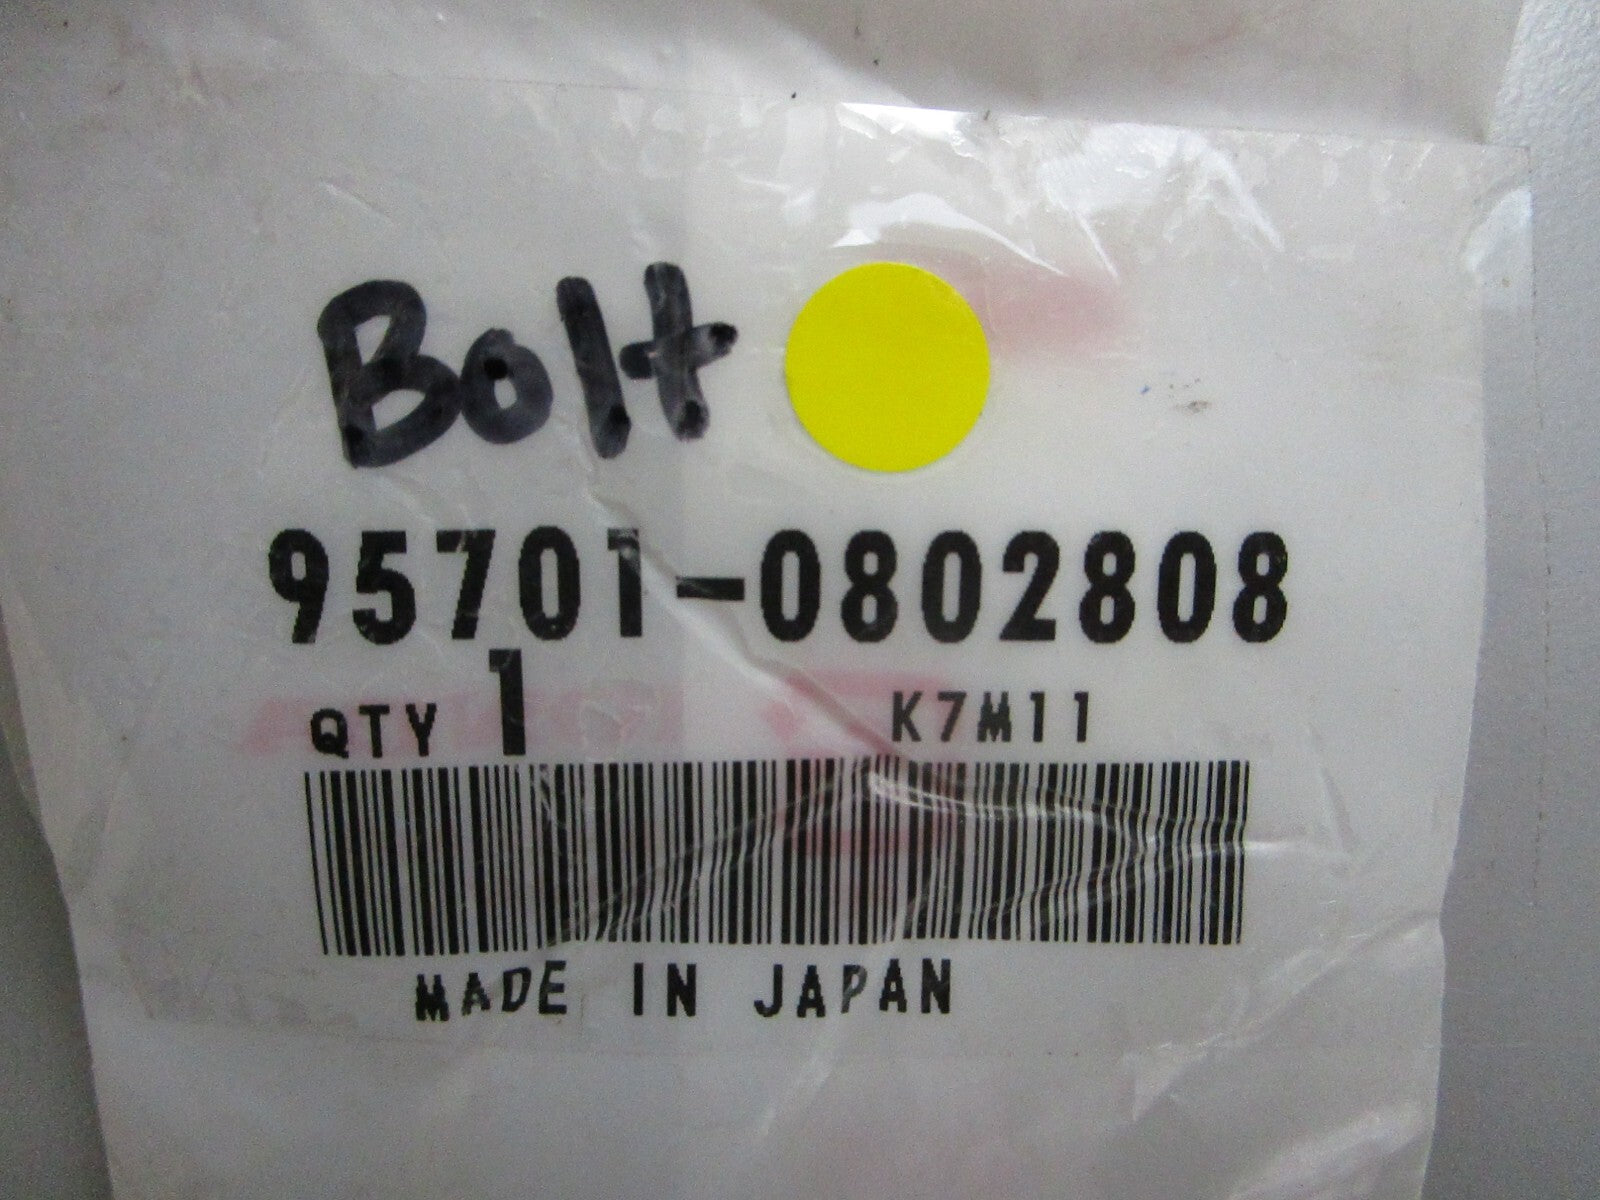 Bolt
95701-0802808
QTY 1 K7M11
MADE IN JAPAN